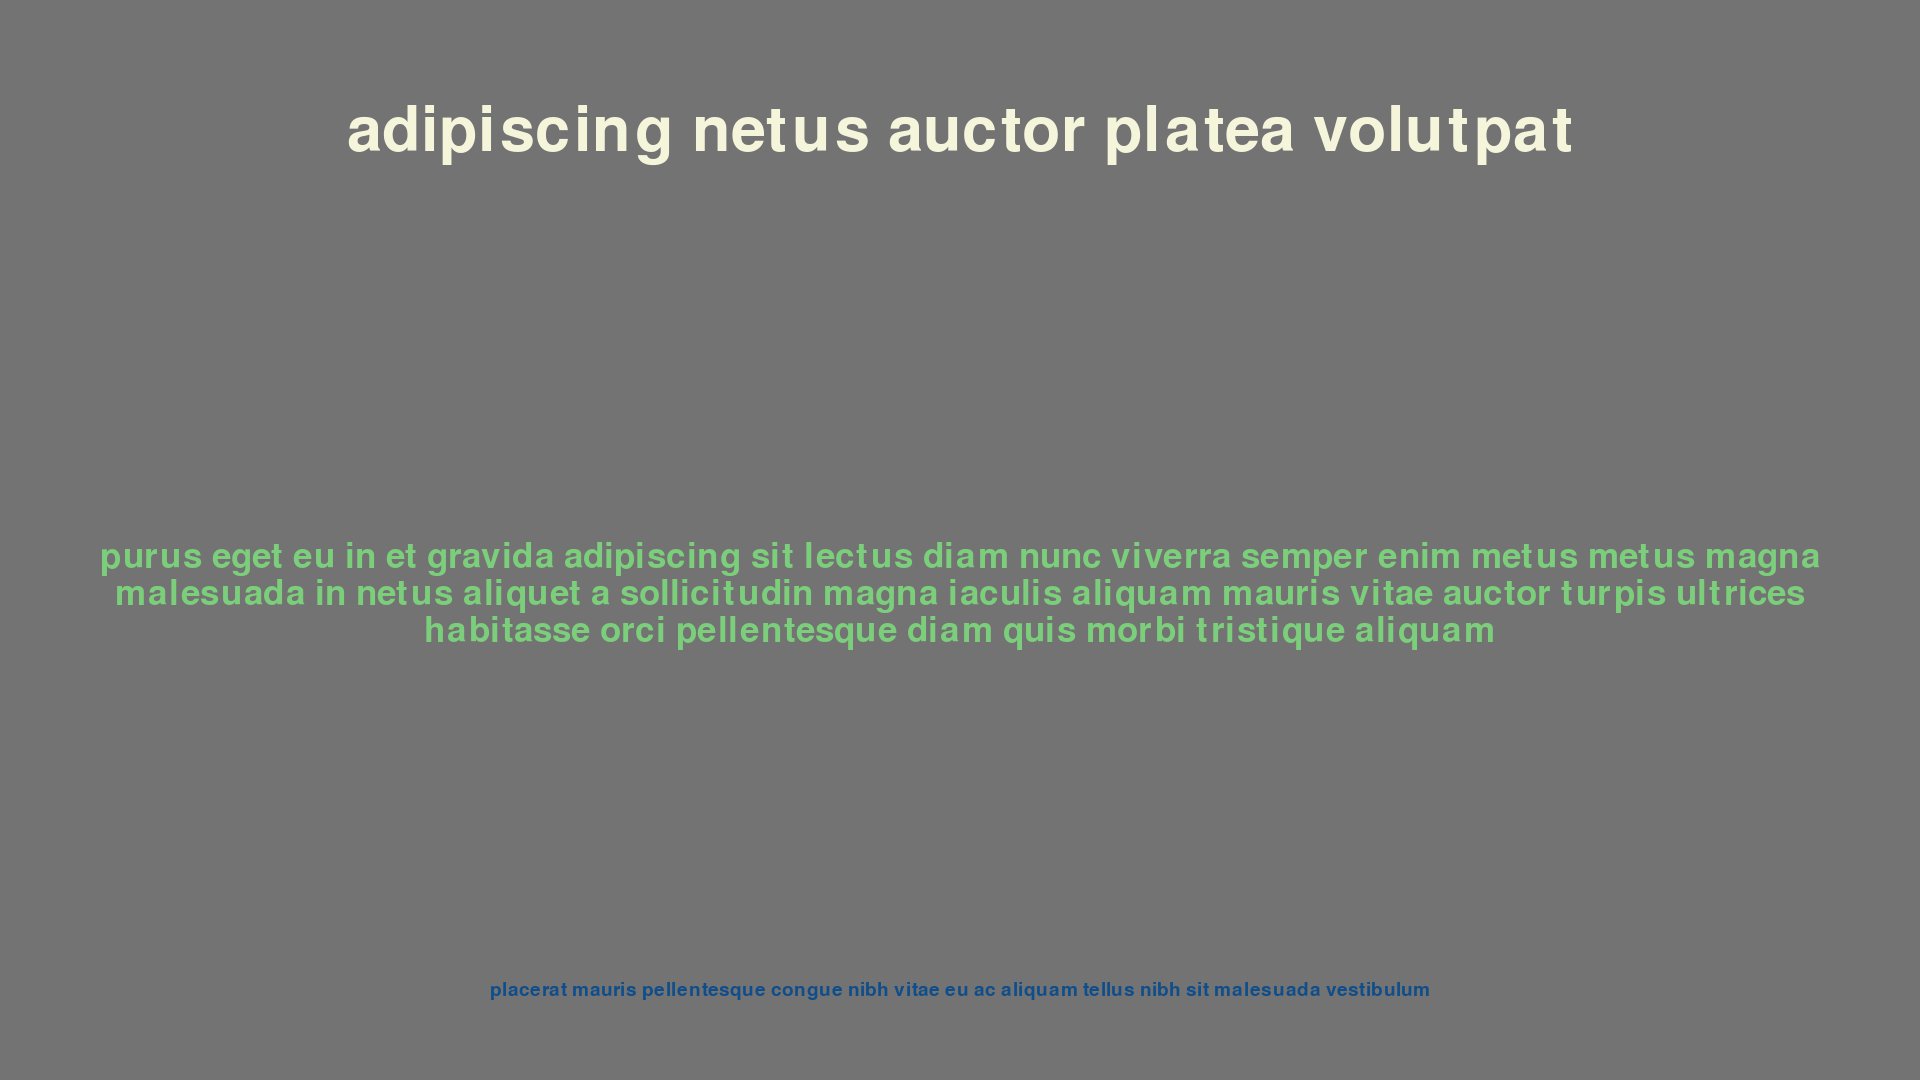 adipiscing netus auctor platea volutpat
purus eget eu in et gravida adipiscing sit lectus diam nunc viverra semper enim metus metus magna
malesuada in netus aliquet a sollicitudin magna iaculis aliquam mauris vitae auctor turpis ultrices
habitasse orci pellentesque diam quis morbi tristique aliquam
placerat mauris pellentesque congue nibh vitae eu ac aliquam tellus nibh sit malesuada vestibulum